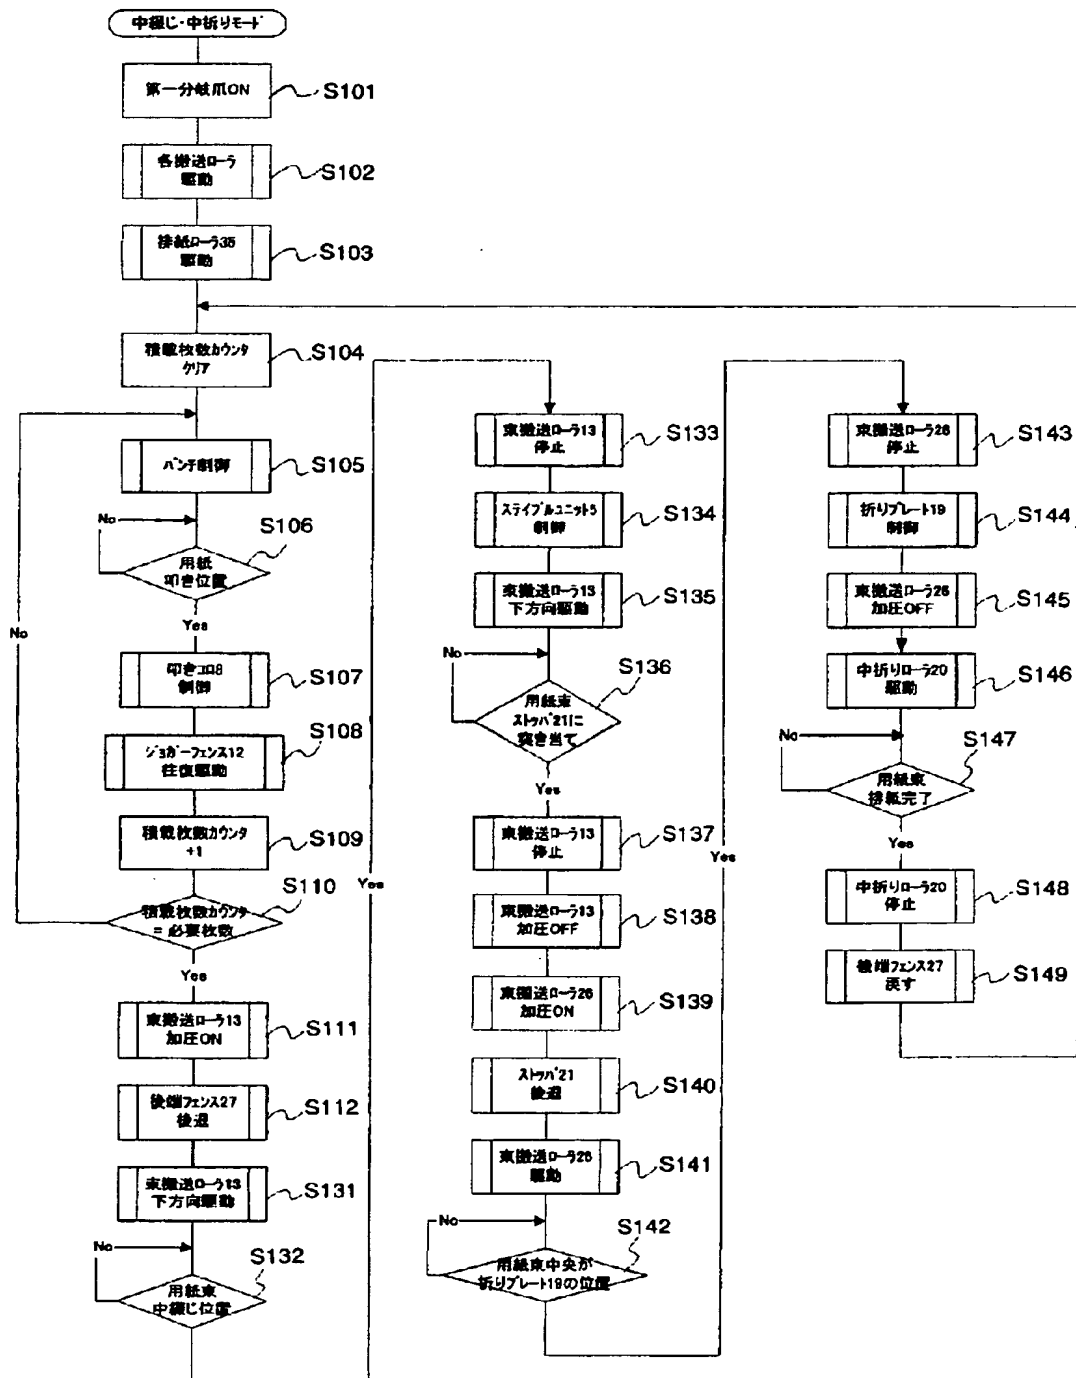 中綴じ・中折りモード
第一分岐爪ON
S101
各搬送ローラ
駆動
S102
排紙ローラ35
駆動
S103
積載枚数カウンタ
クリア
S104
パンチ制御
S105
No
S106
用紙
叩き位置
Yes
No
叩きコロ8
制御
S107
ジョガーフェンス12
往復駆動
S108
積載枚数カウンタ
+1
S109
S110
積載枚数カウンタ
= 必要枚数
Yes
束搬送ローラ13
加圧ON
S111
後端フェンス27
後退
S112
束搬送ローラ13
下方向駆動
S131
No
S132
用紙束
中綴じ位置
Yes
束搬送ローラ13
停止
S133
ステイプルユニット5
制御
S134
束搬送ローラ13
下方向駆動
S135
No
S136
用紙束
ストッパ21に
突き当て
Yes
束搬送ローラ13
停止
S137
束搬送ローラ13
加圧OFF
S138
束搬送ローラ26
加圧ON
S139
ストッパ21
後退
S140
束搬送ローラ26
駆動
S141
No
S142
用紙束中央が
折りプレート19の位置
Yes
束搬送ローラ26
停止
S143
折りプレート19
制御
S144
束搬送ローラ26
加圧OFF
S145
中折りローラ20
駆動
S146
No
S147
用紙束
排紙完了
Yes
中折りローラ20
停止
S148
後端フェンス27
戻す
S149